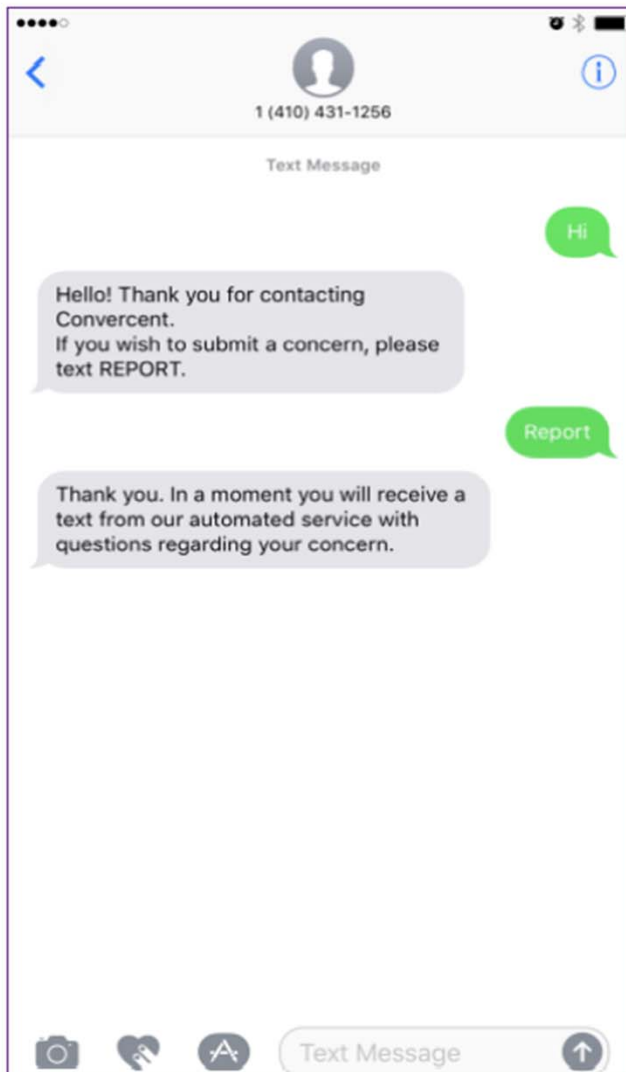 1 (410) 431-1256
Text Message
Hi
Hello! Thank you for contacting
Convercent.
If you wish to submit a concern, please
text REPORT.
Report
Thank you. In a moment you will receive a
text from our automated service with
questions regarding your concern.
Text Message